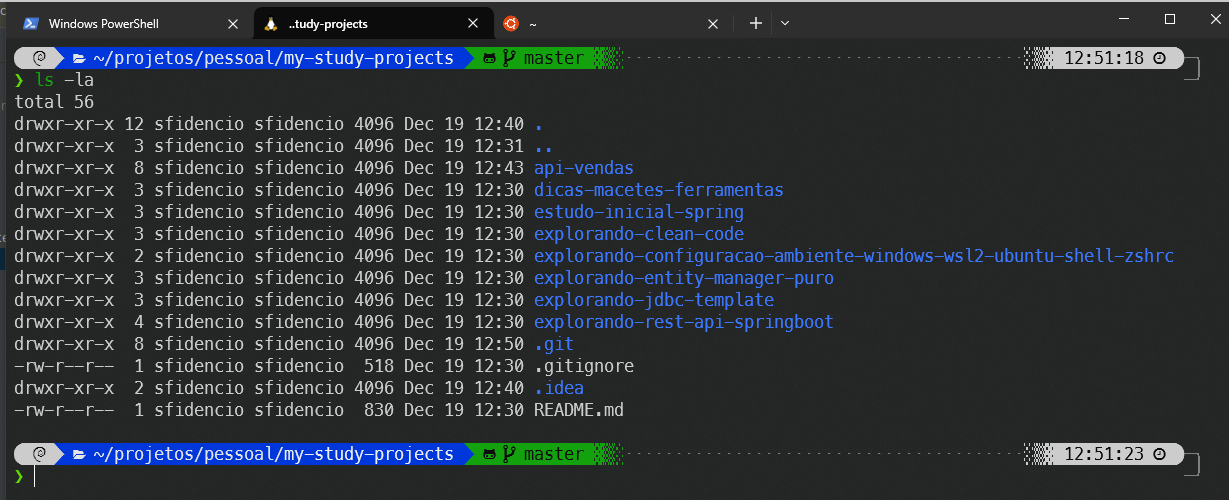 Windows PowerShell
..tudy-projects
~
~/projetos/pessoal/my-study-projects master 12:51:18
❯ ls -la
total 56
drwxr-xr-x 12 sfidencio sfidencio 4096 Dec 19 12:40 .
drwxr-xr-x  3 sfidencio sfidencio 4096 Dec 19 12:31 ..
drwxr-xr-x  8 sfidencio sfidencio 4096 Dec 19 12:43 api-vendas
drwxr-xr-x  3 sfidencio sfidencio 4096 Dec 19 12:30 dicas-macetes-ferramentas
drwxr-xr-x  3 sfidencio sfidencio 4096 Dec 19 12:30 estudo-inicial-spring
drwxr-xr-x  3 sfidencio sfidencio 4096 Dec 19 12:30 explorando-clean-code
drwxr-xr-x  2 sfidencio sfidencio 4096 Dec 19 12:30 explorando-configuracao-ambiente-windows-wsl2-ubuntu-shell-zshrc
drwxr-xr-x  3 sfidencio sfidencio 4096 Dec 19 12:30 explorando-entity-manager-puro
drwxr-xr-x  3 sfidencio sfidencio 4096 Dec 19 12:30 explorando-jdbc-template
drwxr-xr-x  4 sfidencio sfidencio 4096 Dec 19 12:30 explorando-rest-api-springboot
drwxr-xr-x  8 sfidencio sfidencio 4096 Dec 19 12:50 .git
-rw-r--r--  1 sfidencio sfidencio  518 Dec 19 12:30 .gitignore
drwxr-xr-x  2 sfidencio sfidencio 4096 Dec 19 12:40 .idea
-rw-r--r--  1 sfidencio sfidencio  830 Dec 19 12:30 README.md
~/projetos/pessoal/my-study-projects master 12:51:23
❯